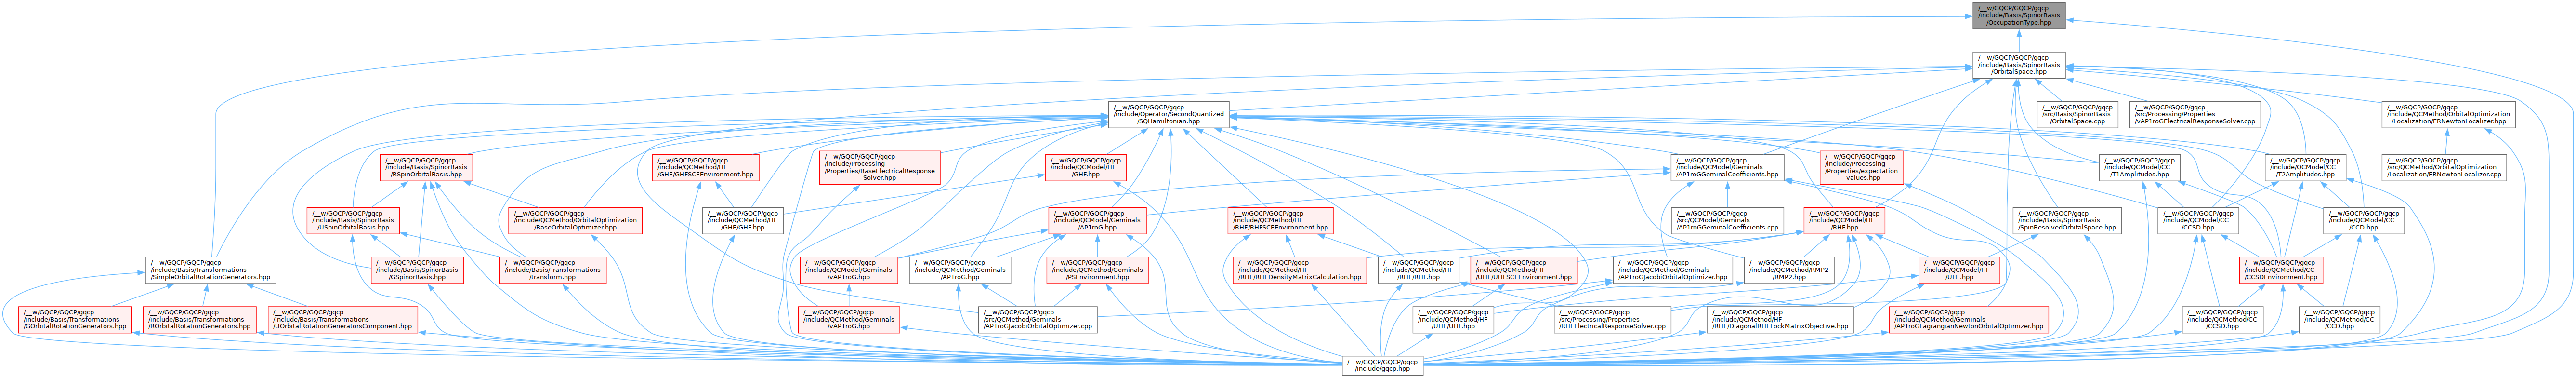 /__w/GQCP/GQCP/gqcp
/include/Basis/SpinorBasis
/OccupationType.hpp
/__w/GQCP/GQCP/gqcp
/include/Basis/SpinorBasis
/OrbitalSpace.hpp
/__w/GQCP/GQCP/gqcp
/include/Operator/SecondQuantized
/SQHamiltonian.hpp
/__w/GQCP/GQCP/gqcp
/src/Basis/SpinorBasis
/OrbitalSpace.cpp
/__w/GQCP/GQCP/gqcp
/src/Processing/Properties
/vAP1roGElectricalResponseSolver.cpp
/__w/GQCP/GQCP/gqcp
/include/QCMethod/OrbitalOptimization
/Localization/ERNewtonLocalizer.hpp
/__w/GQCP/GQCP/gqcp
/include/Basis/SpinorBasis
/RSpinOrbitalBasis.hpp
/__w/GQCP/GQCP/gqcp
/include/QCMethod/HF
/GHF/GHFSCFEnvironment.hpp
/__w/GQCP/GQCP/gqcp
/include/Processing
/Properties/BaseElectricalResponse
Solver.hpp
/__w/GQCP/GQCP/gqcp
/include/QCModel/HF
/GHF.hpp
/__w/GQCP/GQCP/gqcp
/include/QCModel/Geminals
/AP1roGGeminalCoefficients.hpp
/__w/GQCP/GQCP/gqcp
/include/Processing
/Properties/expectation
_values.hpp
/__w/GQCP/GQCP/gqcp
/include/QCModel/CC
/T1Amplitudes.hpp
/__w/GQCP/GQCP/gqcp
/include/QCModel/CC
/T2Amplitudes.hpp
/__w/GQCP/GQCP/gqcp
/src/QCMethod/OrbitalOptimization
/Localization/ERNewtonLocalizer.cpp
/__w/GQCP/GQCP/gqcp
/include/Basis/SpinorBasis
/USpinOrbitalBasis.hpp
/__w/GQCP/GQCP/gqcp
/include/QCMethod/OrbitalOptimization
/BaseOrbitalOptimizer.hpp
/__w/GQCP/GQCP/gqcp
/include/QCMethod/HF
/GHF/GHF.hpp
/__w/GQCP/GQCP/gqcp
/include/QCModel/Geminals
/AP1roG.hpp
/__w/GQCP/GQCP/gqcp
/include/QCMethod/HF
/RHF/RHFSCFEnvironment.hpp
/__w/GQCP/GQCP/gqcp
/src/QCModel/Geminals
/AP1roGGeminalCoefficients.cpp
/__w/GQCP/GQCP/gqcp
/include/QCModel/HF
/RHF.hpp
/__w/GQCP/GQCP/gqcp
/include/Basis/SpinorBasis
/SpinResolvedOrbitalSpace.hpp
/__w/GQCP/GQCP/gqcp
/include/QCModel/CC
/CCSD.hpp
/__w/GQCP/GQCP/gqcp
/include/QCModel/CC
/CCD.hpp
/__w/GQCP/GQCP/gqcp
/include/Basis/Transformations
/SimpleOrbitalRotationGenerators.hpp
/__w/GQCP/GQCP/gqcp
/include/Basis/SpinorBasis
/GSpinorBasis.hpp
/__w/GQCP/GQCP/gqcp
/include/Basis/Transformations
/transform.hpp
/__w/GQCP/GQCP/gqcp
/include/QCModel/Geminals
/vAP1roG.hpp
/__w/GQCP/GQCP/gqcp
/include/QCMethod/Geminals
/AP1roG.hpp
/__w/GQCP/GQCP/gqcp
/include/QCMethod/Geminals
/PSEnvironment.hpp
/__w/GQCP/GQCP/gqcp
/include/QCMethod/HF
/RHF/RHFDensityMatrixCalculation.hpp
/__w/GQCP/GQCP/gqcp
/include/QCMethod/HF
/RHF/RHF.hpp
/__w/GQCP/GQCP/gqcp
/include/QCMethod/HF
/UHF/UHFSCFEnvironment.hpp
/__w/GQCP/GQCP/gqcp
/include/QCMethod/Geminals
/AP1roGJacobiOrbitalOptimizer.hpp
/__w/GQCP/GQCP/gqcp
/include/QCMethod/RMP2
/RMP2.hpp
/__w/GQCP/GQCP/gqcp
/include/QCModel/HF
/UHF.hpp
/__w/GQCP/GQCP/gqcp
/include/QCMethod/CC
/CCSDEnvironment.hpp
/__w/GQCP/GQCP/gqcp
/include/Basis/Transformations
/GOrbitalRotationGenerators.hpp
/__w/GQCP/GQCP/gqcp
/include/Basis/Transformations
/ROrbitalRotationGenerators.hpp
/__w/GQCP/GQCP/gqcp
/include/Basis/Transformations
/UOrbitalRotationGeneratorsComponent.hpp
/__w/GQCP/GQCP/gqcp
/include/QCMethod/Geminals
/vAP1roG.hpp
/__w/GQCP/GQCP/gqcp
/src/QCMethod/Geminals
/AP1roGJacobiOrbitalOptimizer.cpp
/__w/GQCP/GQCP/gqcp
/include/QCMethod/HF
/UHF/UHF.hpp
/__w/GQCP/GQCP/gqcp
/src/Processing/Properties
/RHFElectricalResponseSolver.cpp
/__w/GQCP/GQCP/gqcp
/include/QCMethod/HF
/RHF/DiagonalRHFFockMatrixObjective.hpp
/__w/GQCP/GQCP/gqcp
/include/QCMethod/Geminals
/AP1roGLagrangianNewtonOrbitalOptimizer.hpp
/__w/GQCP/GQCP/gqcp
/include/QCMethod/CC
/CCSD.hpp
/__w/GQCP/GQCP/gqcp
/include/QCMethod/CC
/CCD.hpp
/__w/GQCP/GQCP/gqcp
/include/gqcp.hpp